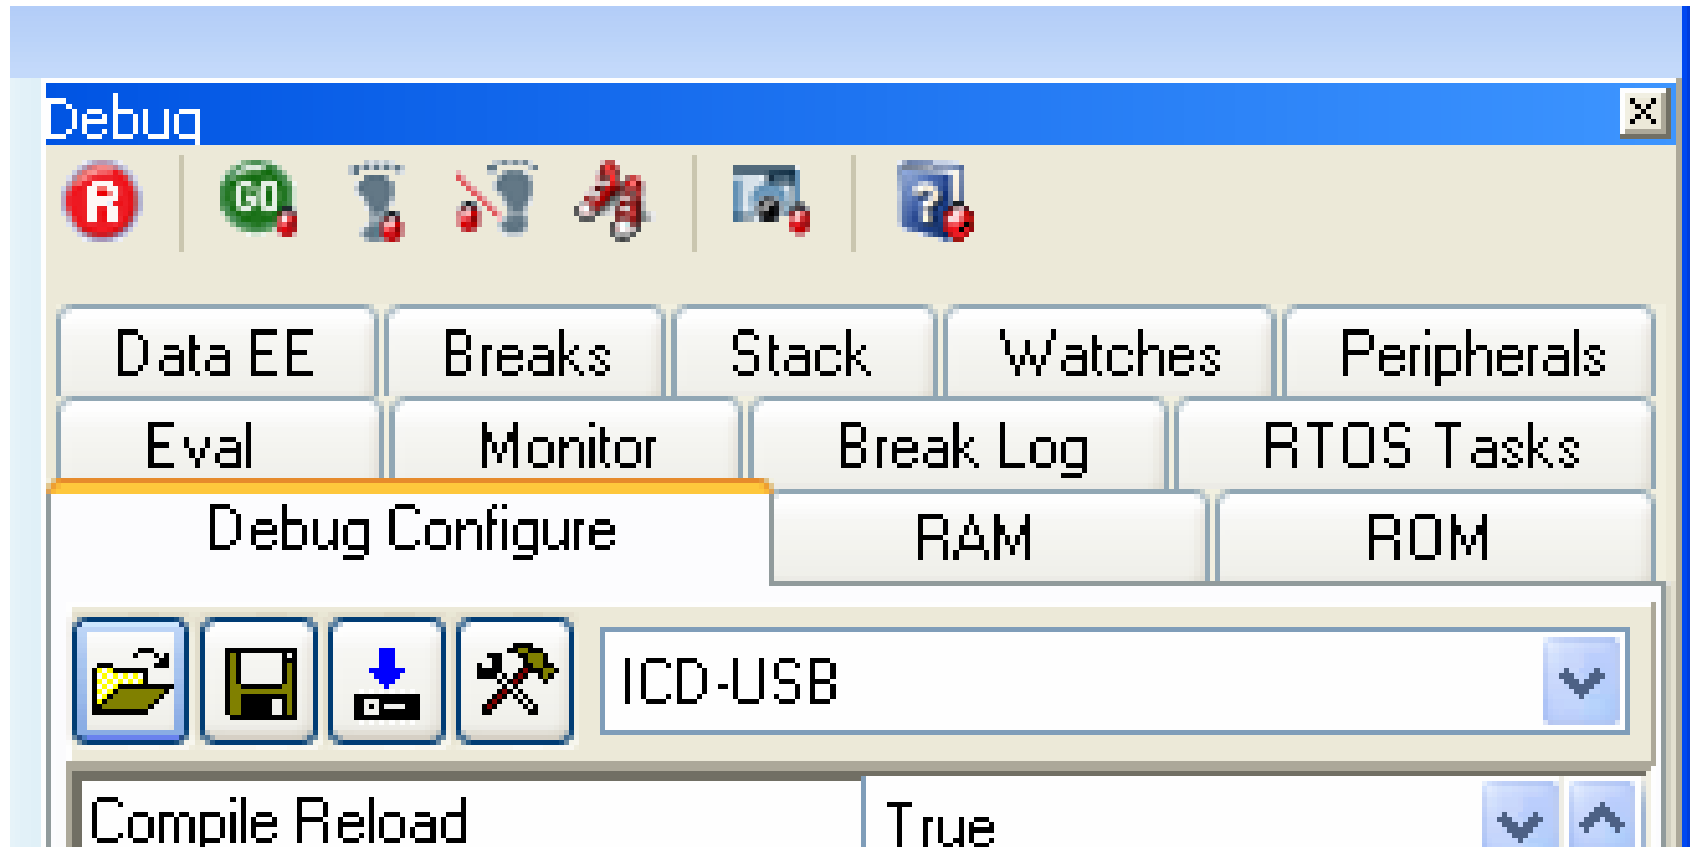 Debug
R GO ?
Data EE Breaks Stack Watches Peripherals
Eval Monitor Break Log RTOS Tasks
Debug Configure RAM ROM
ICD-USB
Compile Reload True